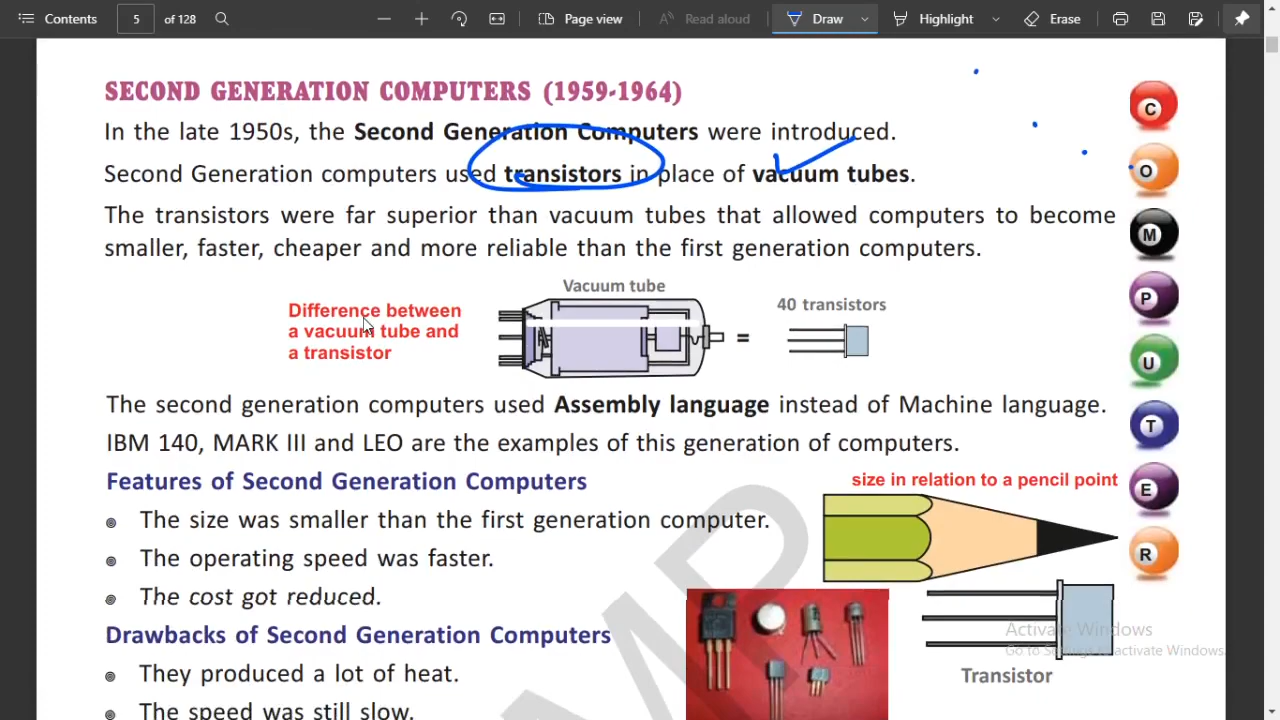 Contents
5
of 128
Page view
Read aloud
Draw
Highlight
Erase
SECOND GENERATION COMPUTERS (1959-1964)
In the late 1950s, the Second Generation Computers were introduced.
Second Generation computers used transistors in place of vacuum tubes.
The transistors were far superior than vacuum tubes that allowed computers to become
smaller, faster, cheaper and more reliable than the first generation computers.
Difference between
a vacuum tube and
a transistor
Vacuum tube
=
40 transistors
The second generation computers used Assembly language instead of Machine language.
IBM 140, MARK III and LEO are the examples of this generation of computers.
Features of Second Generation Computers
The size was smaller than the first generation computer.
The operating speed was faster.
The cost got reduced.
size in relation to a pencil point
Transistor
Drawbacks of Second Generation Computers
They produced a lot of heat.
The speed was still slow.
C
O
M
P
U
T
E
R
Activate Windows
Go to Settings to activate Windows.